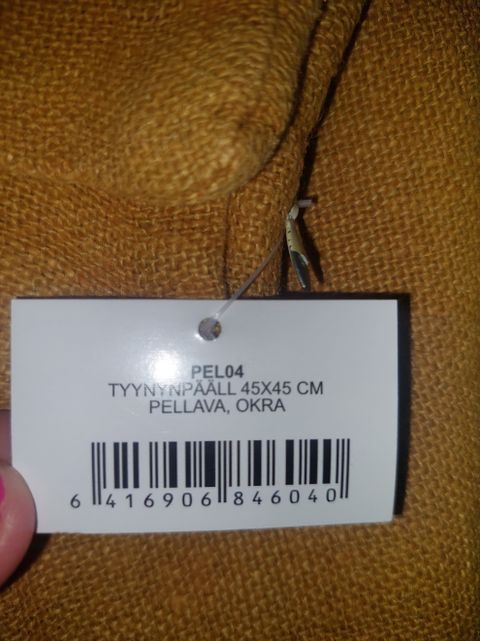 PEL04
TYYNYNPÄÄLL 45X45 CM
PELLAVA, OKRA
6 416906 846040